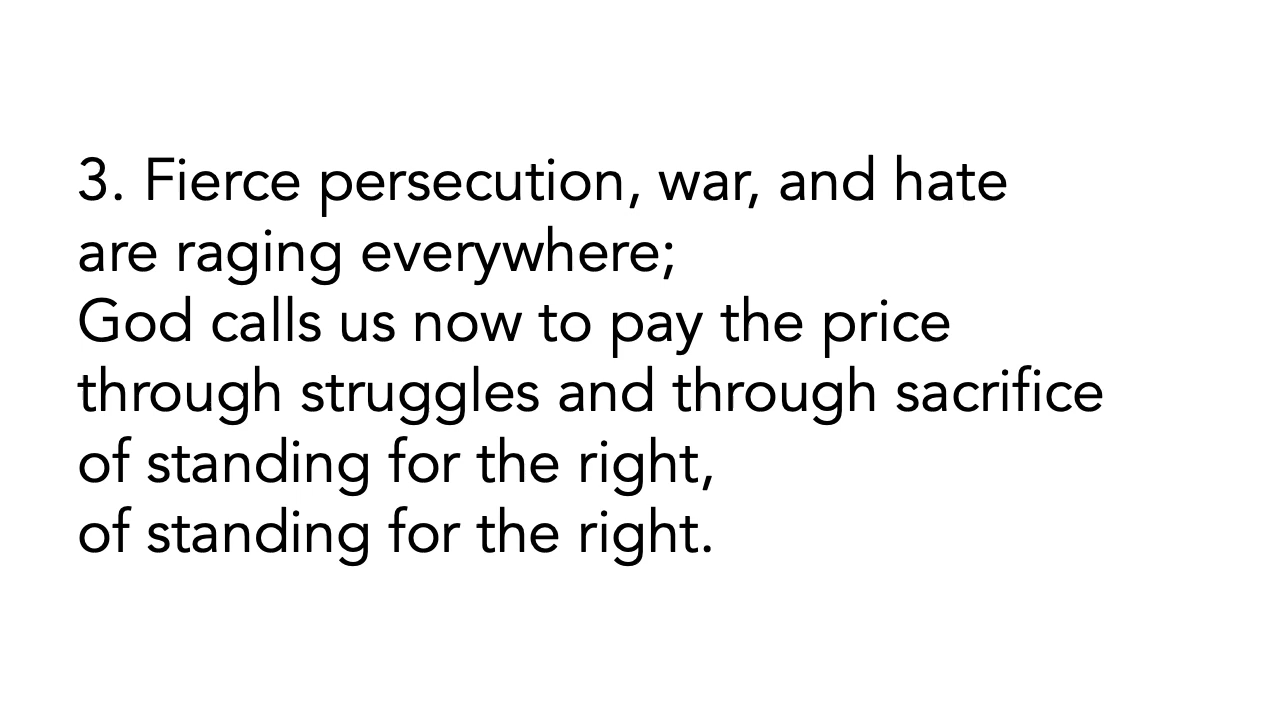 3. Fierce persecution, war, and hate
are raging everywhere;
God calls us now to pay the price
through struggles and through sacrifice
of standing for the right,
of standing for the right.